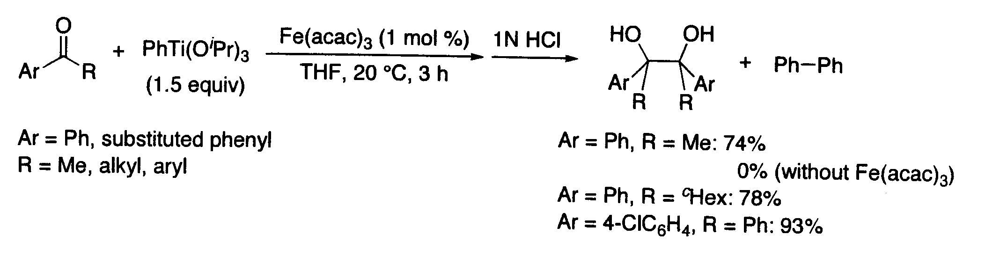 O
Ar R + PhTi(OⁱPr)₃ Fe(acac)₃ (1 mol %) 1N HCl HO OH + Ph–Ph
(1.5 equiv) THF, 20 °C, 3 h Ar Ar
R R
Ar = Ph, substituted phenyl
R = Me, alkyl, aryl
Ar = Ph, R = Me: 74%
0% (without Fe(acac)₃)
Ar = Ph, R = ᶜHex: 78%
Ar = 4-ClC₆H₄, R = Ph: 93%